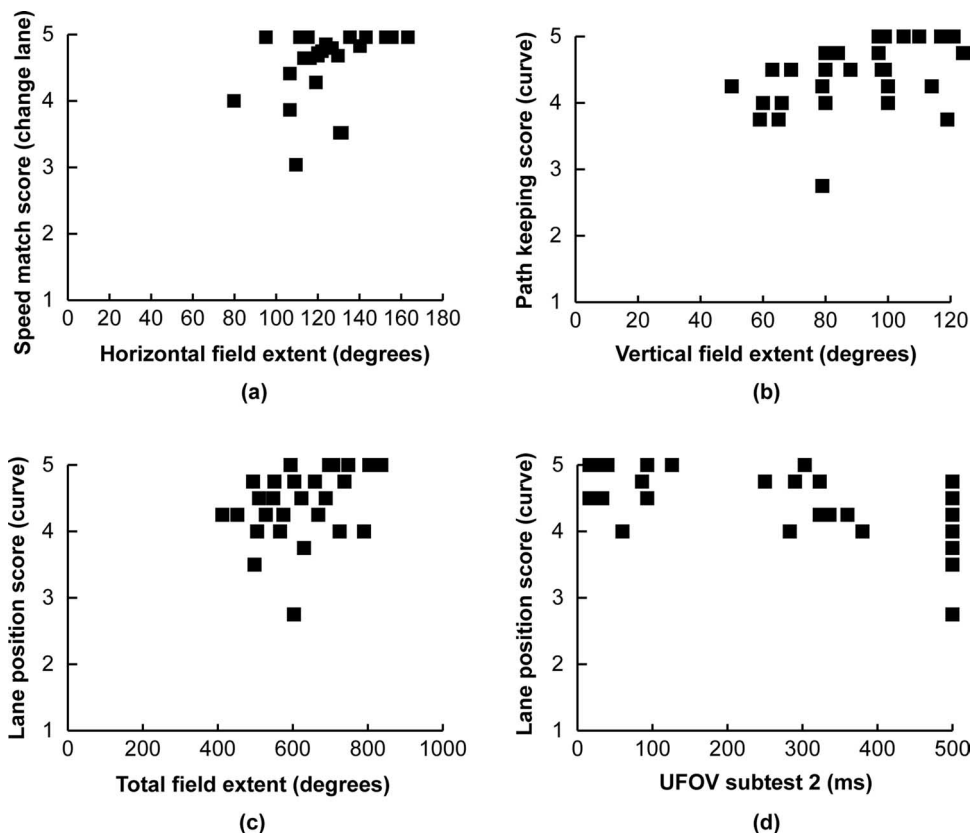 Speed match score (change lane)
5
4
3
2
1
0 20 40 60 80 100 120 140 160 180
Horizontal field extent (degrees)
(a)
Path keeping score (curve)
5
4
3
2
1
0 20 40 60 80 100 120
Vertical field extent (degrees)
(b)
Lane position score (curve)
5
4
3
2
1
0 200 400 600 800 1000
Total field extent (degrees)
(c)
Lane position score (curve)
5
4
3
2
1
0 100 200 300 400 500
UFOV subtest 2 (ms)
(d)